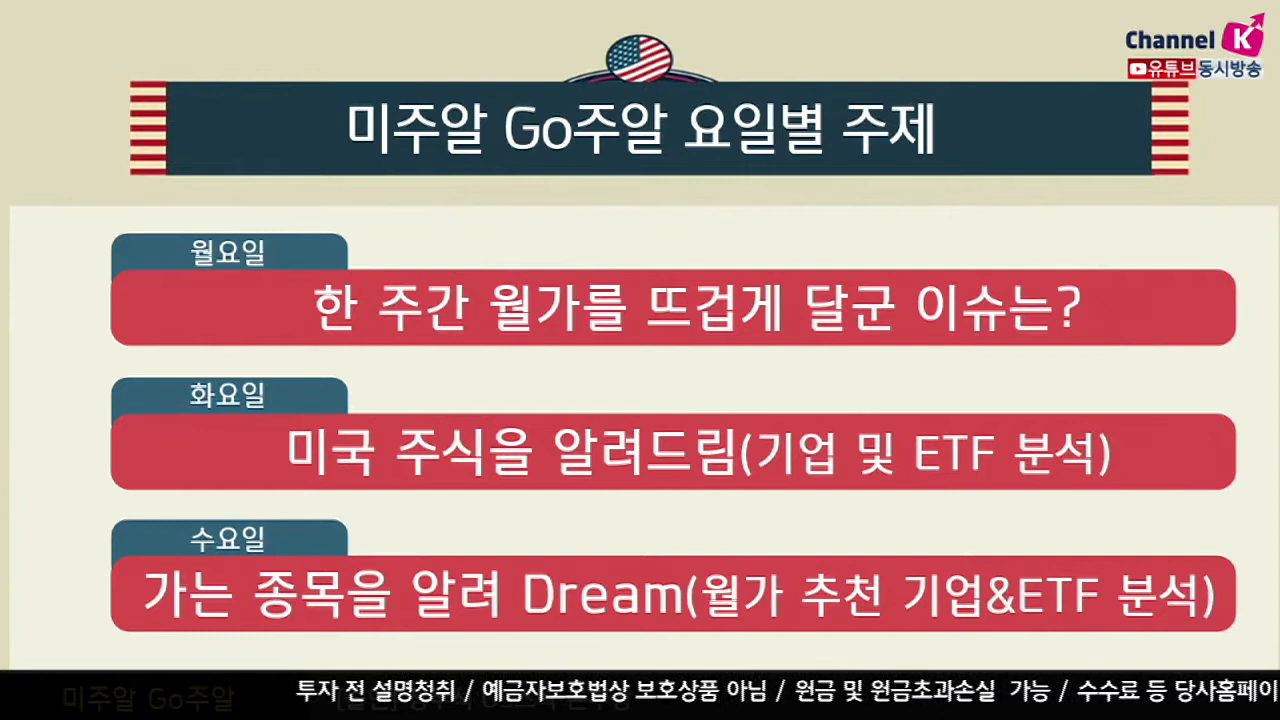 Channel K
유튜브동시방송
미주알 Go주알 요일별 주제
월요일
한 주간 월가를 뜨겁게 달군 이슈는?
화요일
미국 주식을 알려드림(기업 및 ETF 분석)
수요일
가는 종목을 알려 Dream(월가 추천 기업&ETF 분석)
미주알 Go주알
투자 전 설명청취 / 예금자보호법상 보호상품 아님 / 원금 및 원금초과손실 가능 / 수수료 등 당사홈페이